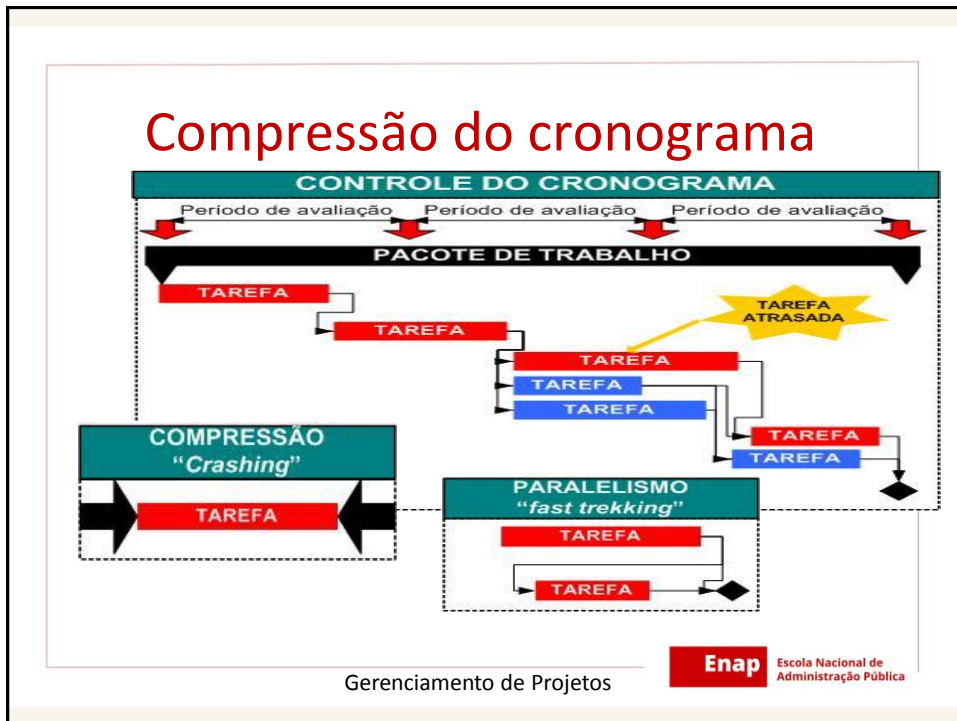 Compressão do cronograma
CONTROLE DO CRONOGRAMA
Período de avaliação Período de avaliação Período de avaliação
PACOTE DE TRABALHO
TAREFA
TAREFA
ATRASADA
TAREFA
TAREFA
TAREFA
TAREFA
TAREFA
TAREFA
COMPRESSÃO
“Crashing”
TAREFA
PARALELISMO
“fast trekking”
TAREFA
TAREFA
Gerenciamento de Projetos
Enap
Escola Nacional de
Administração Pública